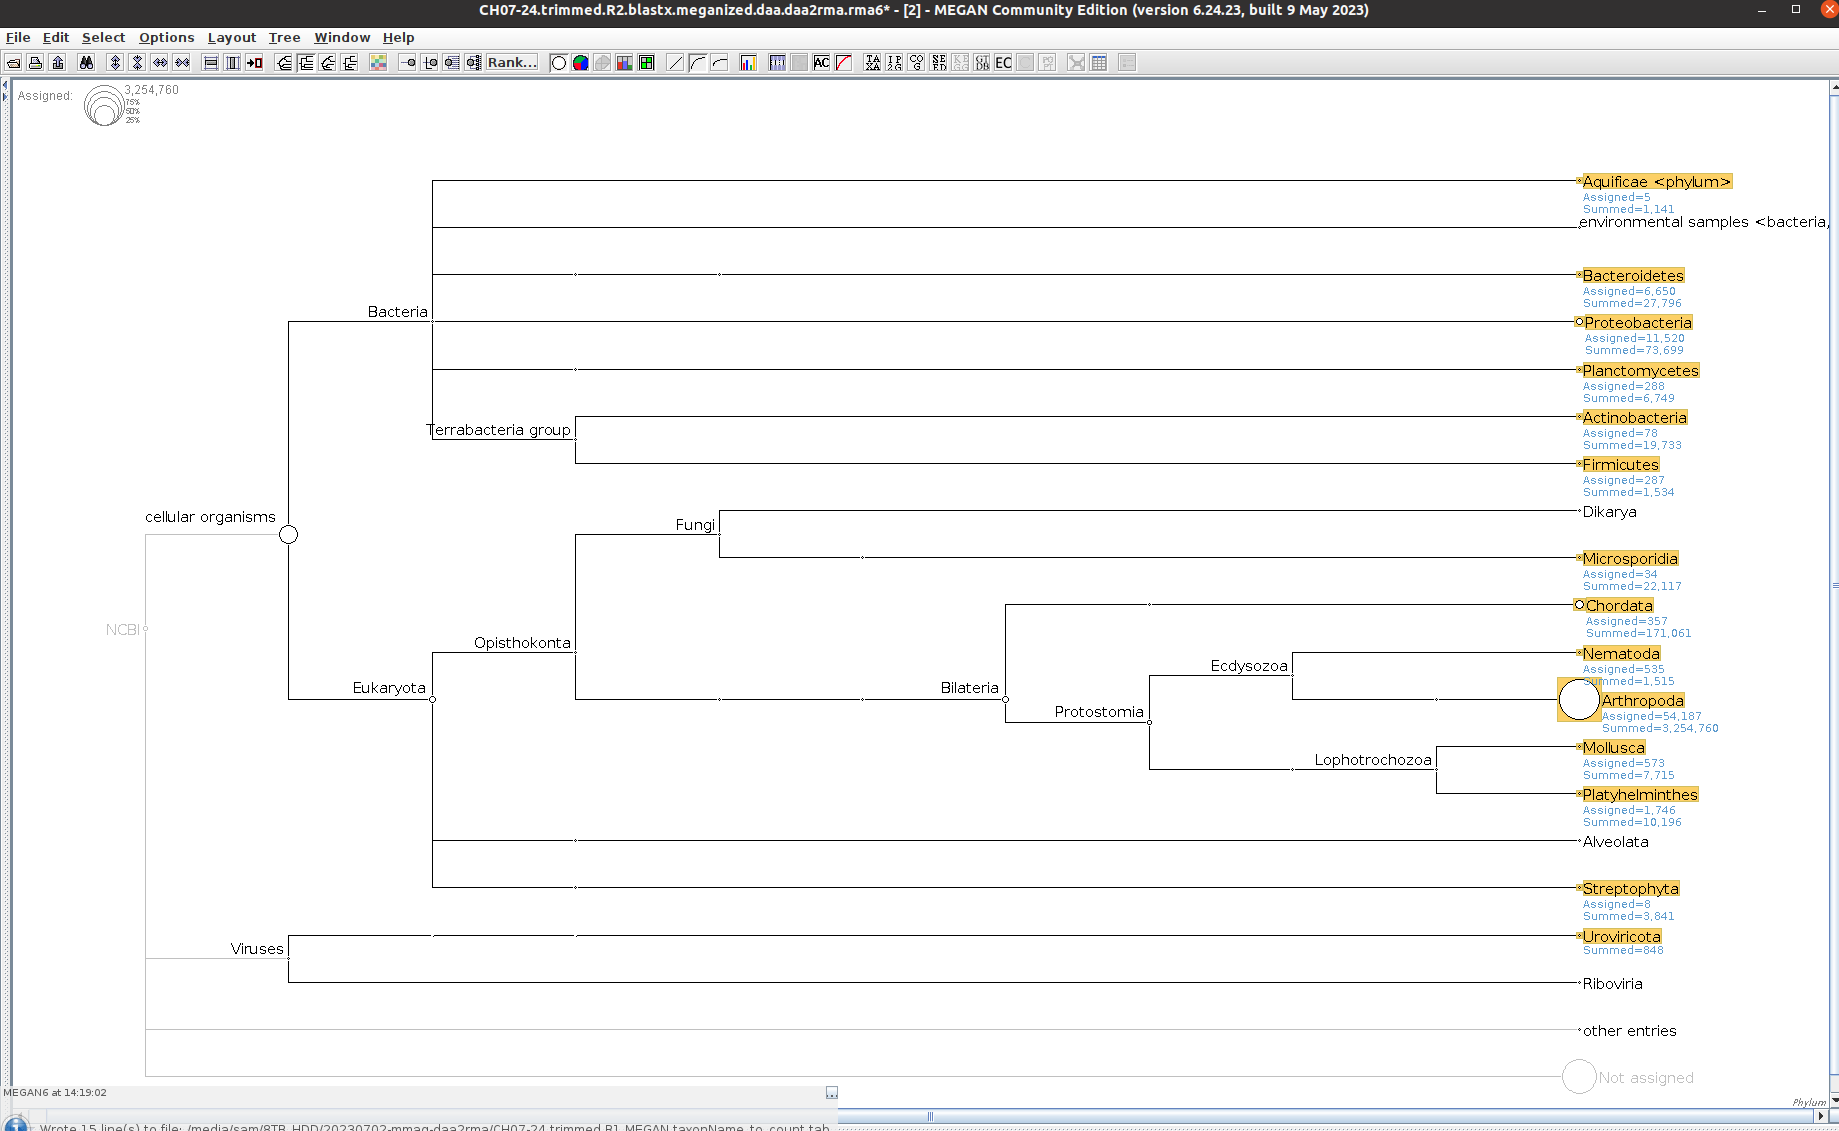 CH07-24.trimmed.R2.blastx.meganized.daa.daa2rma.rma6* - [2] - MEGAN Community Edition (version 6.24.23, built 9 May 2023)
File Edit Select Options Layout Tree Window Help
Rank...
AC
EC
Assigned:
3,254,760
75%
50%
25%
Aquificae <phylum>
Assigned=5
Summed=1,141
environmental samples <bacteria,
Bacteroidetes
Assigned=6,650
Summed=27,796
Bacteria
Proteobacteria
Assigned=11,520
Summed=73,699
Planctomycetes
Assigned=288
Summed=6,749
Terrabacteria group
Actinobacteria
Assigned=78
Summed=19,733
Firmicutes
Assigned=287
Summed=1,534
cellular organisms
Fungi
Dikarya
Microsporidia
Assigned=34
Summed=22,117
Chordata
Assigned=357
Summed=171,061
NCBI
Opisthokonta
Ecdysozoa
Nematoda
Assigned=535
Summed=1,515
Eukaryota
Bilateria
Protostomia
Arthropoda
Assigned=54,187
Summed=3,254,760
Lophotrochozoa
Mollusca
Assigned=573
Summed=7,715
Platyhelminthes
Assigned=1,746
Summed=10,196
Alveolata
Streptophyta
Assigned=8
Summed=3,841
Viruses
Uroviricota
Summed=848
Riboviria
other entries
Not assigned
MEGAN6 at 14:19:02
...
Phylum
Wrote 15 line(s) to file: /media/sam/8TB_HDD/20230702-mmag-daa2rma/CH07-24.trimmed.R1_MEGAN.taxonName_to_count.tab